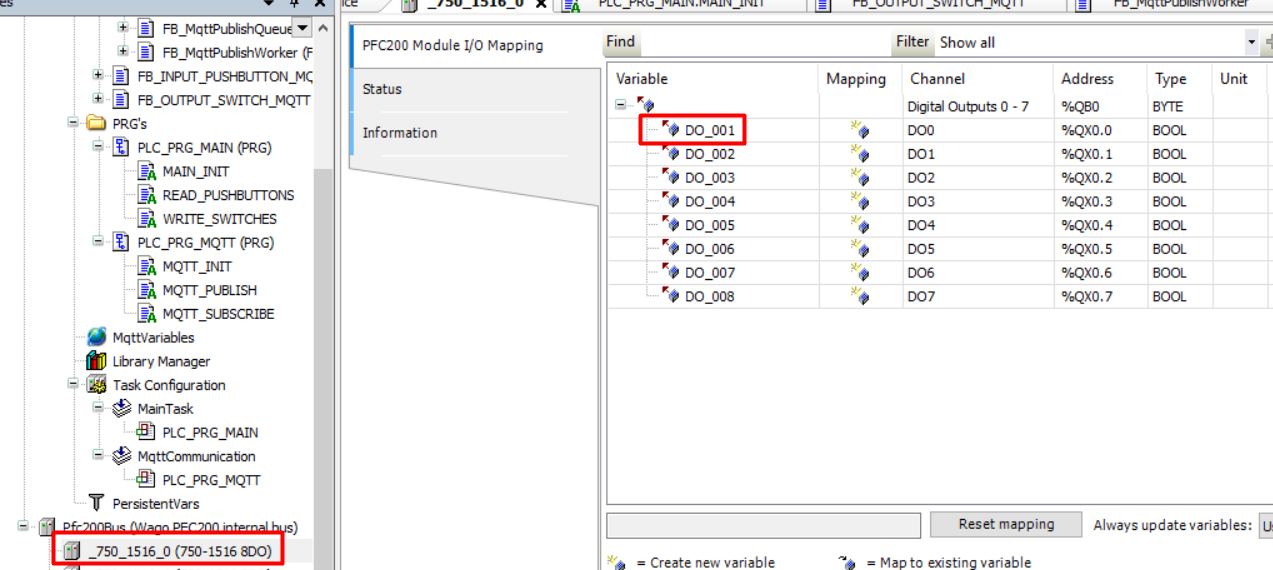 es
ice _750_1516_0 PLC_PRG_MAIN.MAIN_INIT FB_OUTPUT_SWITCH_MQTT FB_MqttPublishWorker
FB_MqttPublishQueue
FB_MqttPublishWorker (F
FB_INPUT_PUSHBUTTON_MQ
FB_OUTPUT_SWITCH_MQTT
PRG's
PLC_PRG_MAIN (PRG)
MAIN_INIT
READ_PUSHBUTTONS
WRITE_SWITCHES
PLC_PRG_MQTT (PRG)
MQTT_INIT
MQTT_PUBLISH
MQTT_SUBSCRIBE
MqttVariables
Library Manager
Task Configuration
MainTask
PLC_PRG_MAIN
MqttCommunication
PLC_PRG_MQTT
PersistentVars
Pfc200Bus (Wago PFC200 internal bus)
_750_1516_0 (750-1516 8DO)
PFC200 Module I/O Mapping
Status
Information
Find Filter Show all
Variable Mapping Channel Address Type Unit
Digital Outputs 0 - 7 %QB0 BYTE
DO_001 DO0 %QX0.0 BOOL
DO_002 DO1 %QX0.1 BOOL
DO_003 DO2 %QX0.2 BOOL
DO_004 DO3 %QX0.3 BOOL
DO_005 DO4 %QX0.4 BOOL
DO_006 DO5 %QX0.5 BOOL
DO_007 DO6 %QX0.6 BOOL
DO_008 DO7 %QX0.7 BOOL
Reset mapping Always update variables: Us
= Create new variable = Map to existing variable